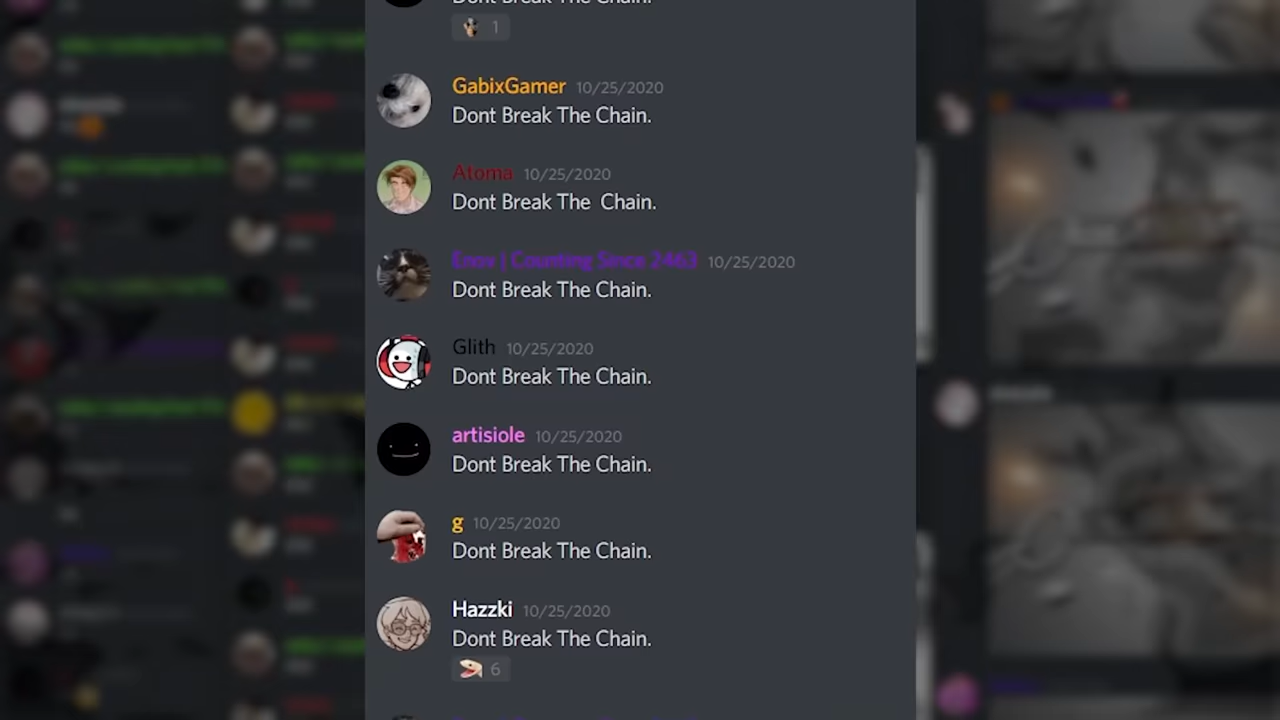 Dont Break The Chain.
1
GabixGamer 10/25/2020
Dont Break The Chain.
Atoma 10/25/2020
Dont Break The  Chain.
Enov | Counting Since 2463 10/25/2020
Dont Break The Chain.
Glith 10/25/2020
Dont Break The Chain.
artisiole 10/25/2020
Dont Break The Chain.
g 10/25/2020
Dont Break The Chain.
Hazzki 10/25/2020
Dont Break The Chain.
6